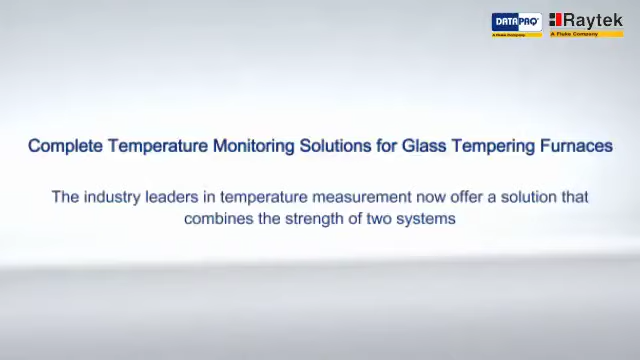 DATAPAQ
A Fluke Company
Raytek
A Fluke Company
Complete Temperature Monitoring Solutions for Glass Tempering Furnaces
The industry leaders in temperature measurement now offer a solution that
combines the strength of two systems